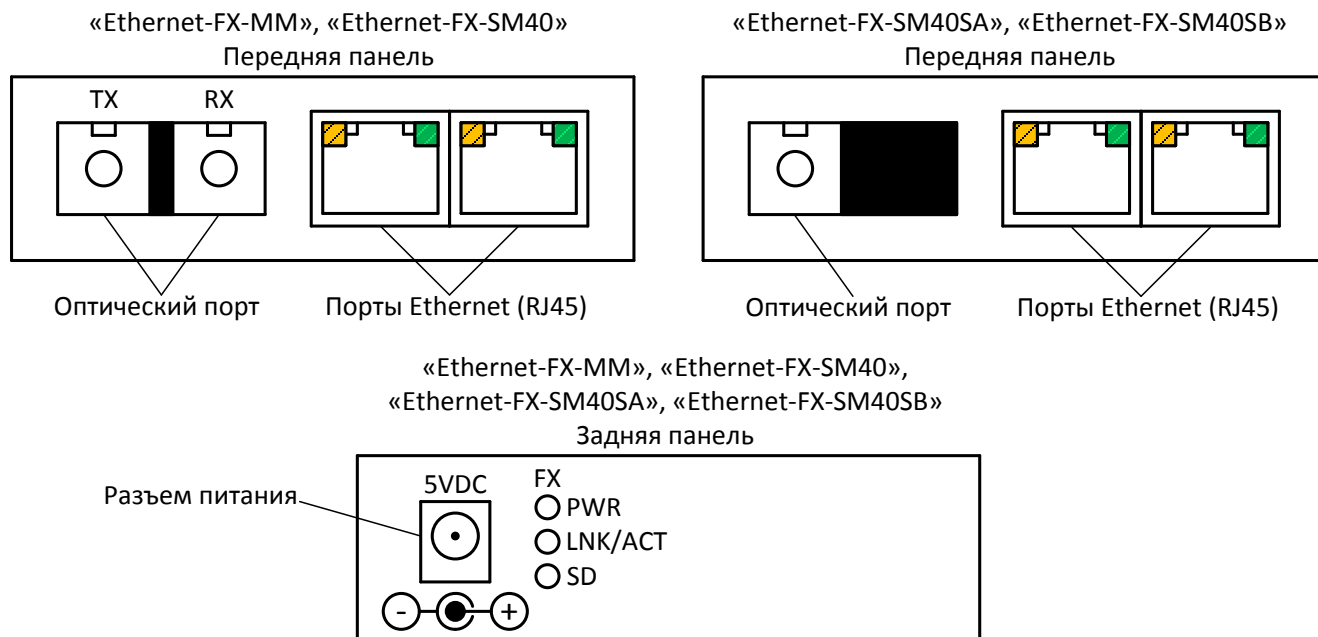 «Ethernet-FX-MM», «Ethernet-FX-SM40»
Передняя панель
TX RX
Оптический порт
Порты Ethernet (RJ45)
«Ethernet-FX-SM40SA», «Ethernet-FX-SM40SB»
Передняя панель
Оптический порт
Порты Ethernet (RJ45)
«Ethernet-FX-MM», «Ethernet-FX-SM40»,
«Ethernet-FX-SM40SA», «Ethernet-FX-SM40SB»
Задняя панель
Разъем питания
5VDC
FX
PWR
LNK/ACT
SD
- +